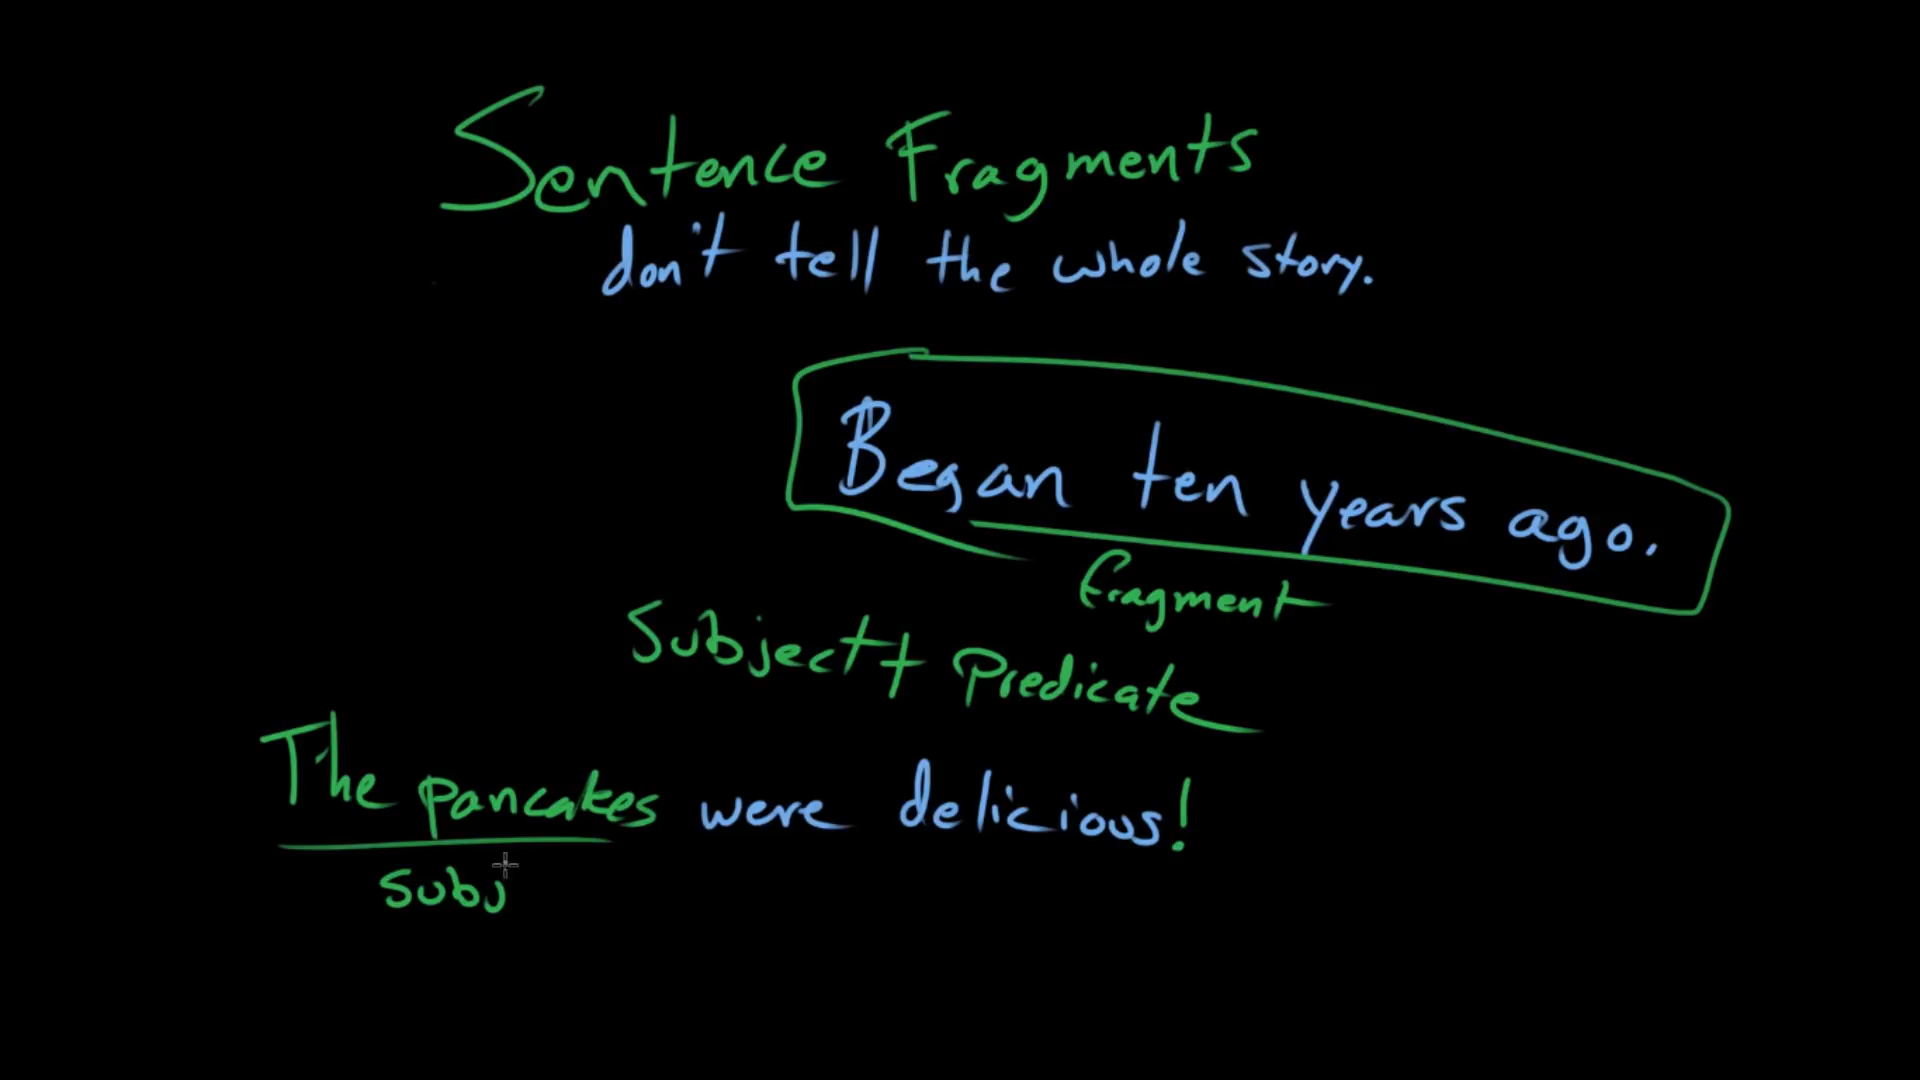 Sentence Fragments
don't tell the whole story.
Began ten years ago.
fragment
Subject + Predicate
The pancakes were delicious!
subj